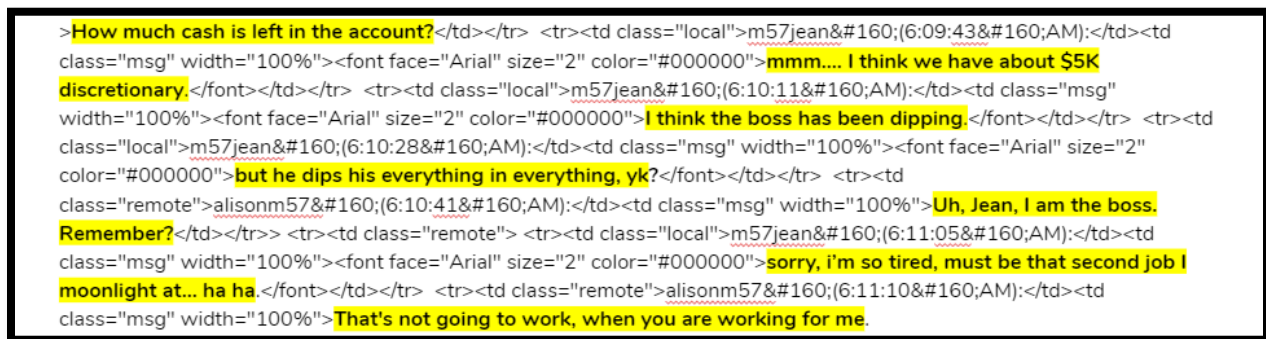 >How much cash is left in the account?</td></tr>  <tr><td class="local">m57jean&#160;(6:09:43&#160;AM):</td><td
class="msg" width="100%"><font face="Arial" size="2" color="#000000">mmm.... I think we have about $5K
discretionary.</font></td></tr>  <tr><td class="local">m57jean&#160;(6:10:11&#160;AM):</td><td class="msg"
width="100%"><font face="Arial" size="2" color="#000000">I think the boss has been dipping.</font></td></tr>  <tr><td
class="local">m57jean&#160;(6:10:28&#160;AM):</td><td class="msg" width="100%"><font face="Arial" size="2"
color="#000000">but he dips his everything in everything, yk?</font></td></tr>  <tr><td
class="remote">alisonm57&#160;(6:10:41&#160;AM):</td><td class="msg" width="100%">Uh, Jean, I am the boss.
Remember?</td></tr>> <tr><td class="remote"> <tr><td class="local">m57jean&#160;(6:11:05&#160;AM):</td><td
class="msg" width="100%"><font face="Arial" size="2" color="#000000">sorry, i’m so tired, must be that second job I
moonlight at... ha ha.</font></td></tr>  <tr><td class="remote">alisonm57&#160;(6:11:10&#160;AM):</td><td
class="msg" width="100%">That's not going to work, when you are working for me.